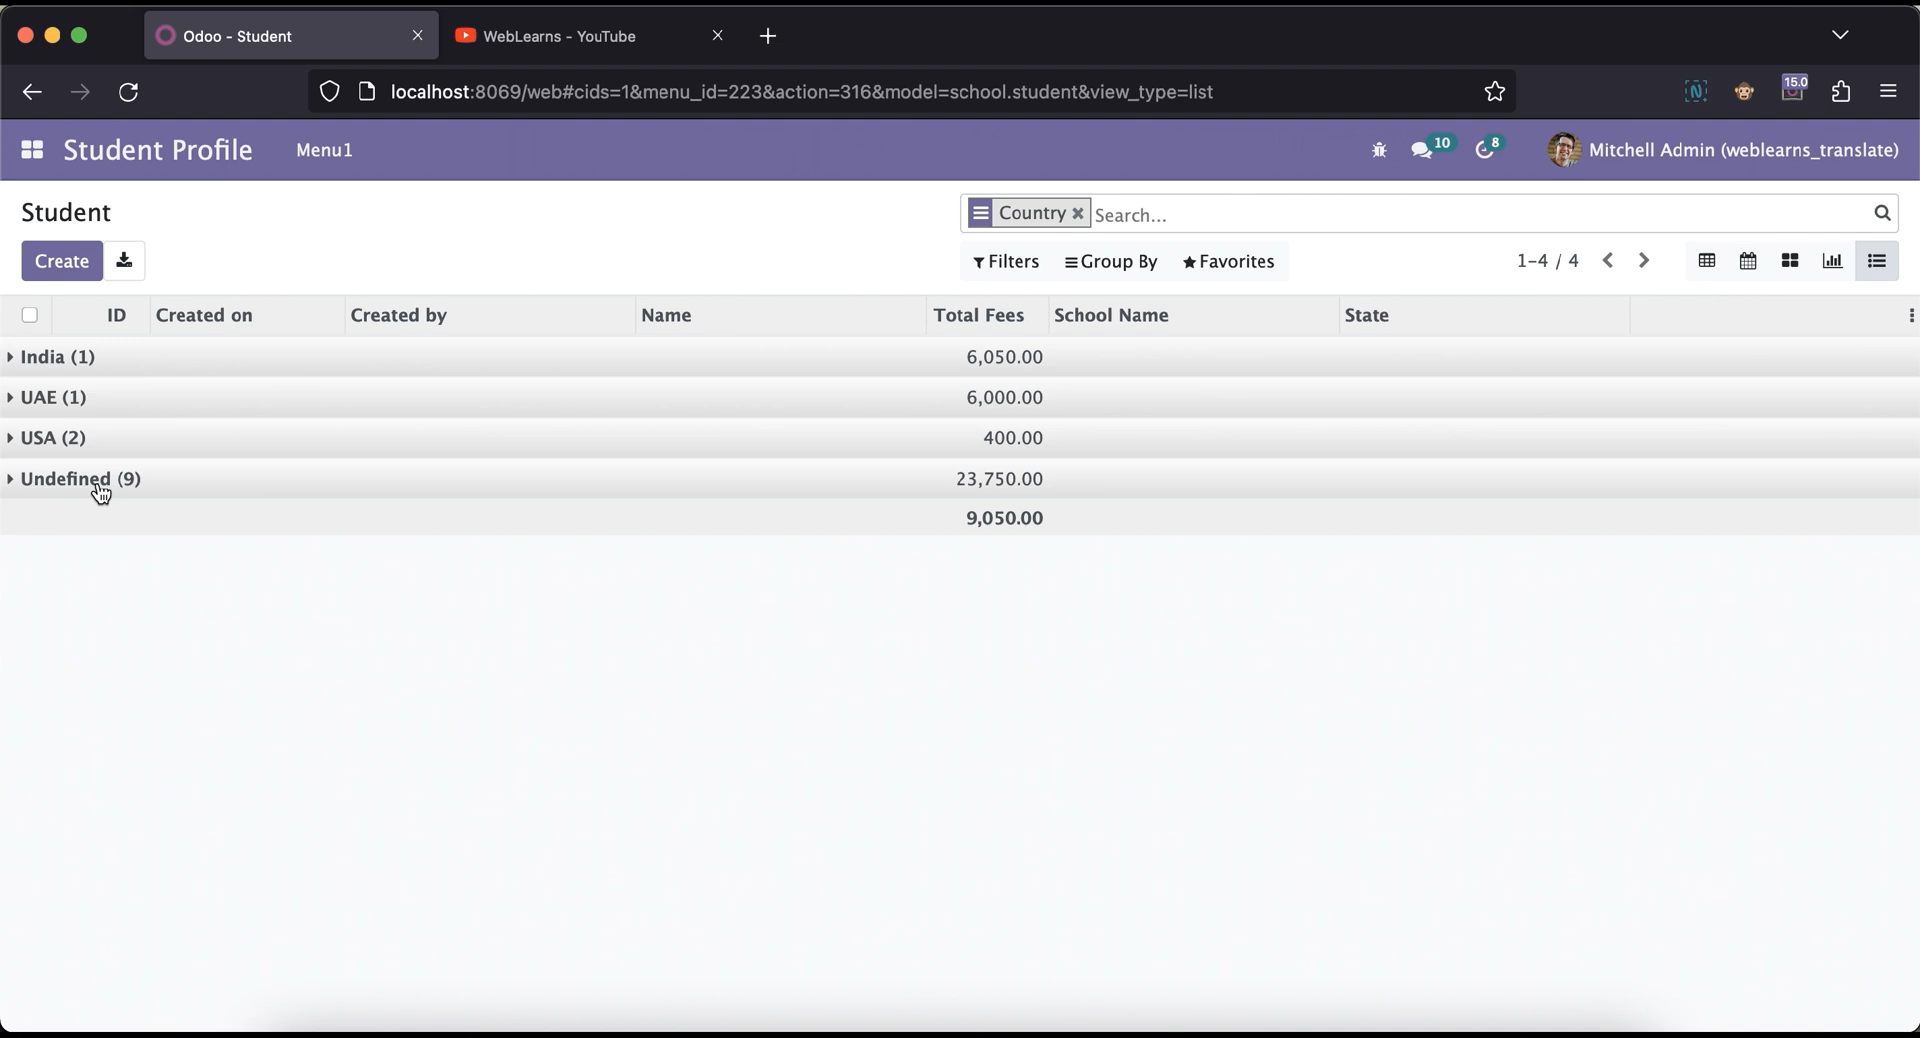 Odoo - Student
WebLearns - YouTube
localhost:8069/web#cids=1&menu_id=223&action=316&model=school.student&view_type=list
15.0
Student Profile
Menu1
10
8
Mitchell Admin (weblearns_translate)
Student
Country
Search...
Create
Filters
Group By
Favorites
1-4 / 4
ID Created on Created by Name Total Fees School Name State
India (1) 6,050.00
UAE (1) 6,000.00
USA (2) 400.00
Undefined (9) 23,750.00
9,050.00